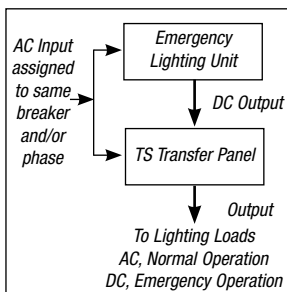 AC Input
assigned
to same
breaker
and/or
phase
Emergency
Lighting Unit
DC Output
TS Transfer Panel
Output
To Lighting Loads
AC, Normal Operation
DC, Emergency Operation